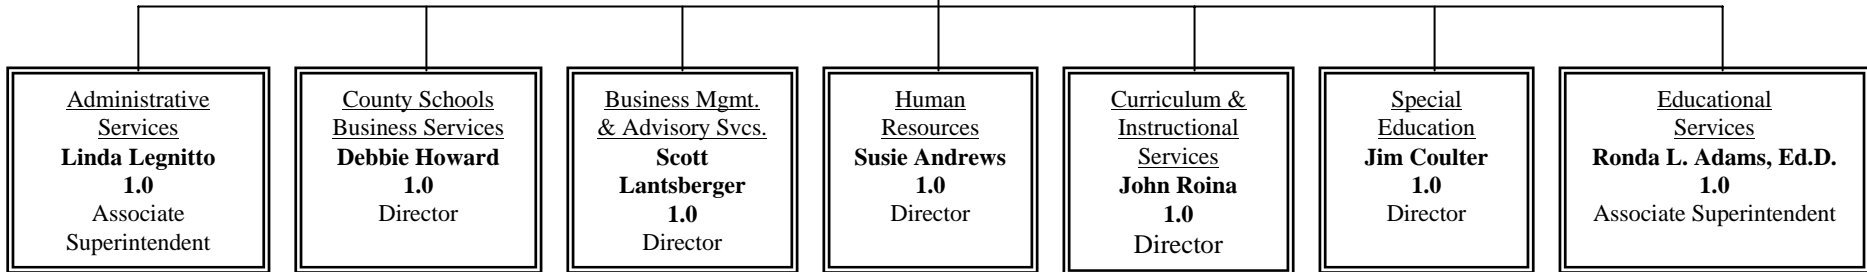 Administrative
Services
Linda Legnitto
1.0
Associate
Superintendent
County Schools
Business Services
Debbie Howard
1.0
Director
Business Mgmt.
& Advisory Svcs.
Scott
Lantsberger
1.0
Director
Human
Resources
Susie Andrews
1.0
Director
Curriculum &
Instructional
Services
John Roina
1.0
Director
Special
Education
Jim Coulter
1.0
Director
Educational
Services
Ronda L. Adams, Ed.D.
1.0
Associate Superintendent